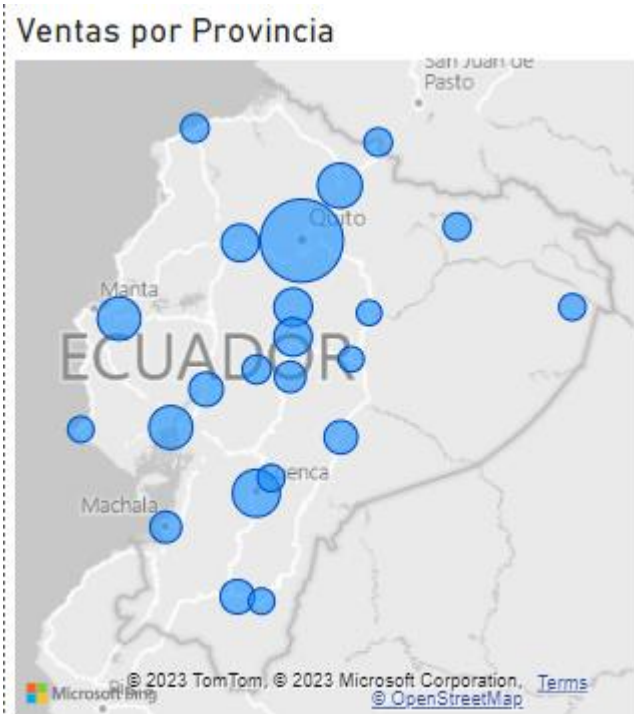 Ventas por Provincia
San Juan de
Pasto
Quito
Manta
ECUADOR
enca
Machala
© 2023 TomTom, © 2023 Microsoft Corporation, Terms
Microsoft Bing
© OpenStreetMap